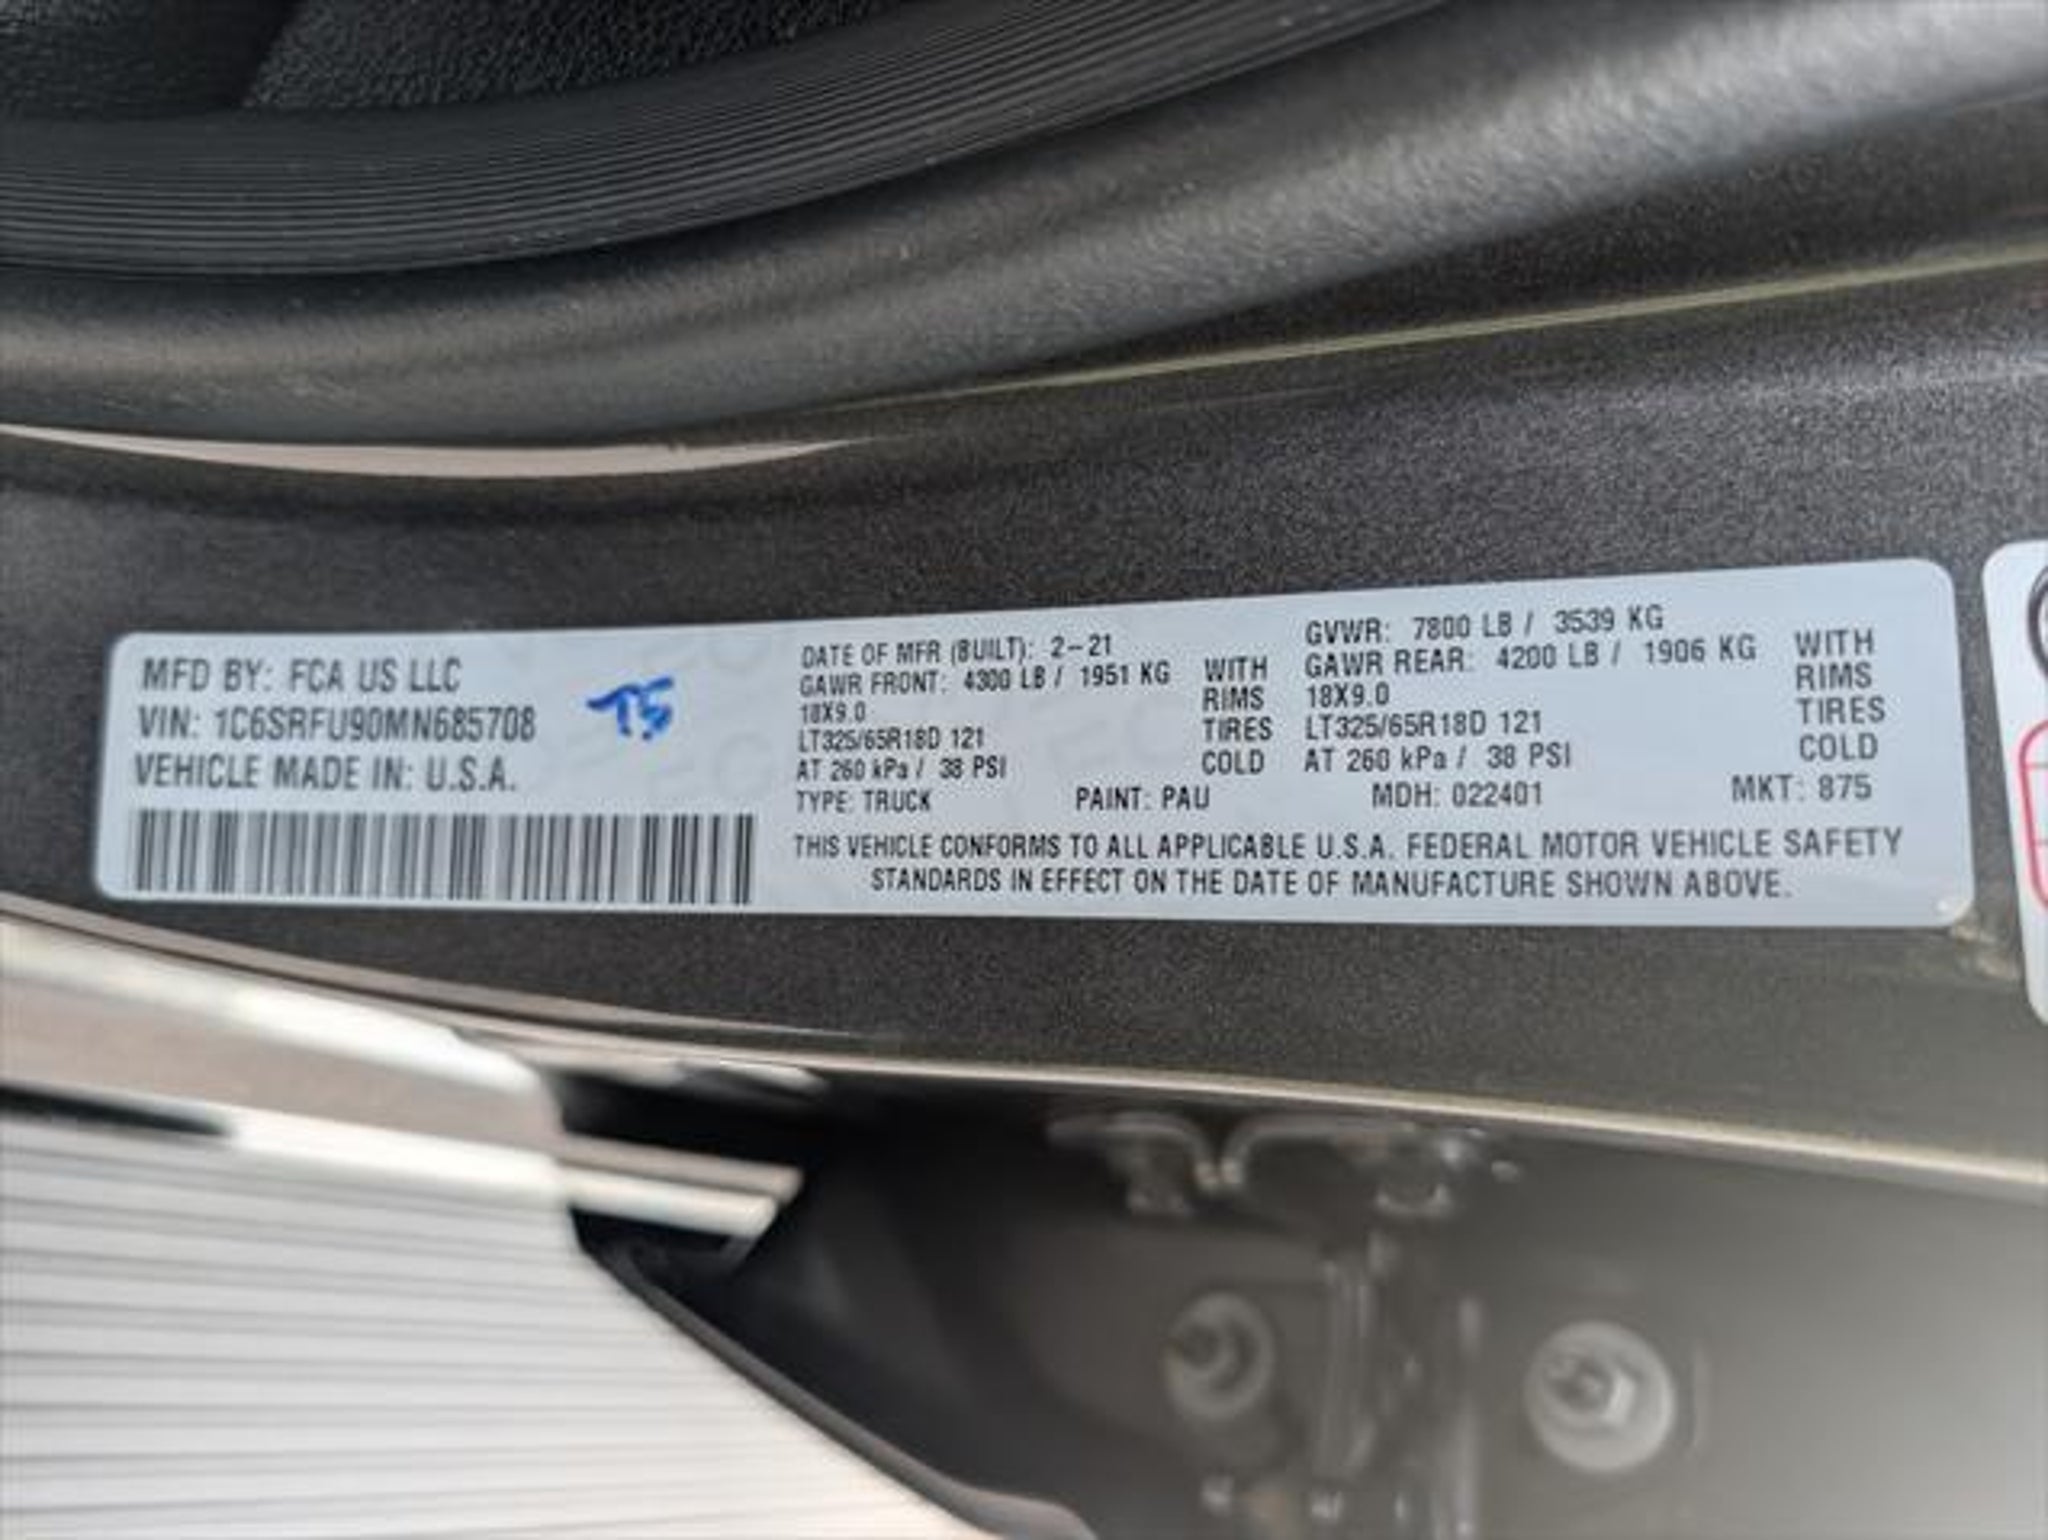 MFD BY: FCA US LLC
VIN: 1C6SRFU90MN685708
VEHICLE MADE IN: U.S.A.
T5
DATE OF MFR (BUILT): 2-21
GAWR FRONT: 4300 LB / 1951 KG WITH
18X9.0 RIMS
LT325/65R18D 121 TIRES
AT 260 kPa / 38 PSI COLD
GVWR: 7800 LB / 3539 KG
GAWR REAR: 4200 LB / 1906 KG WITH
18X9.0 RIMS
LT325/65R18D 121 TIRES
AT 260 kPa / 38 PSI COLD
TYPE: TRUCK PAINT: PAU MDH: 022401 MKT: 875
THIS VEHICLE CONFORMS TO ALL APPLICABLE U.S.A. FEDERAL MOTOR VEHICLE SAFETY
STANDARDS IN EFFECT ON THE DATE OF MANUFACTURE SHOWN ABOVE.